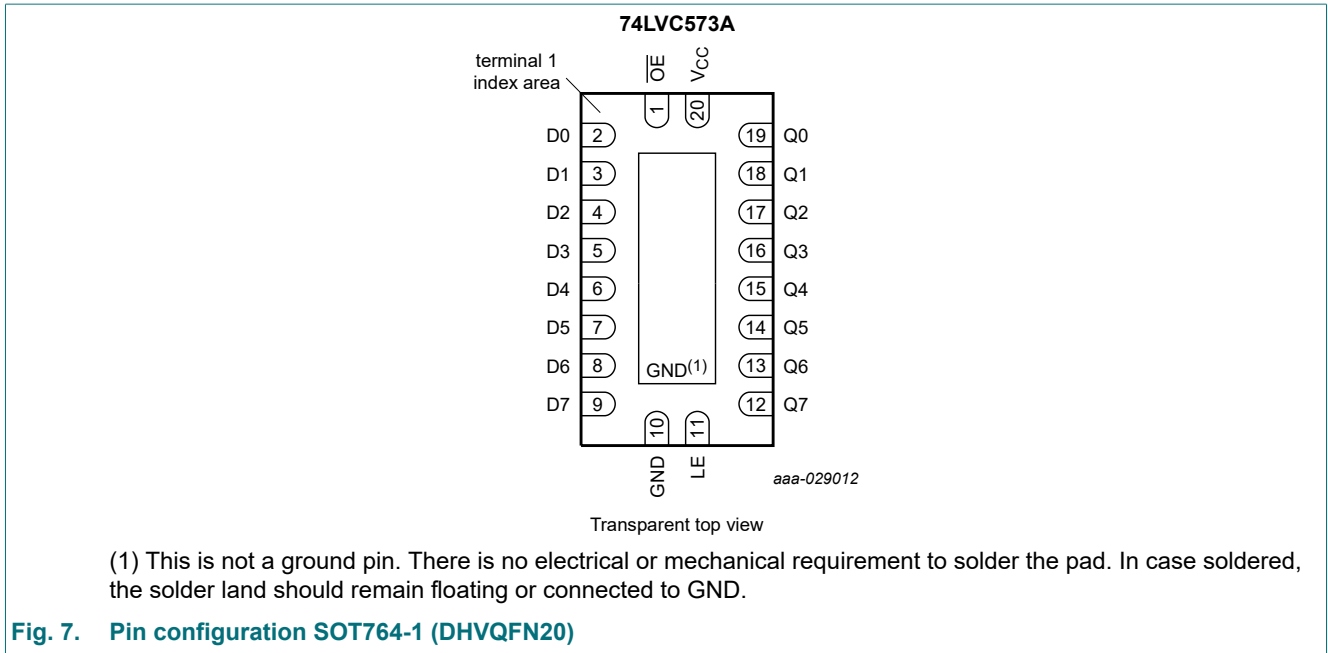 74LVC573A
terminal 1
index area
OE VCC
1 20
D0 2 19 Q0
D1 3 18 Q1
D2 4 17 Q2
D3 5 16 Q3
D4 6 15 Q4
D5 7 14 Q5
D6 8 GND(1) 13 Q6
D7 9 12 Q7
10 11
GND LE
aaa-029012
Transparent top view
(1) This is not a ground pin. There is no electrical or mechanical requirement to solder the pad. In case soldered,
the solder land should remain floating or connected to GND.
Fig. 7. Pin configuration SOT764-1 (DHVQFN20)